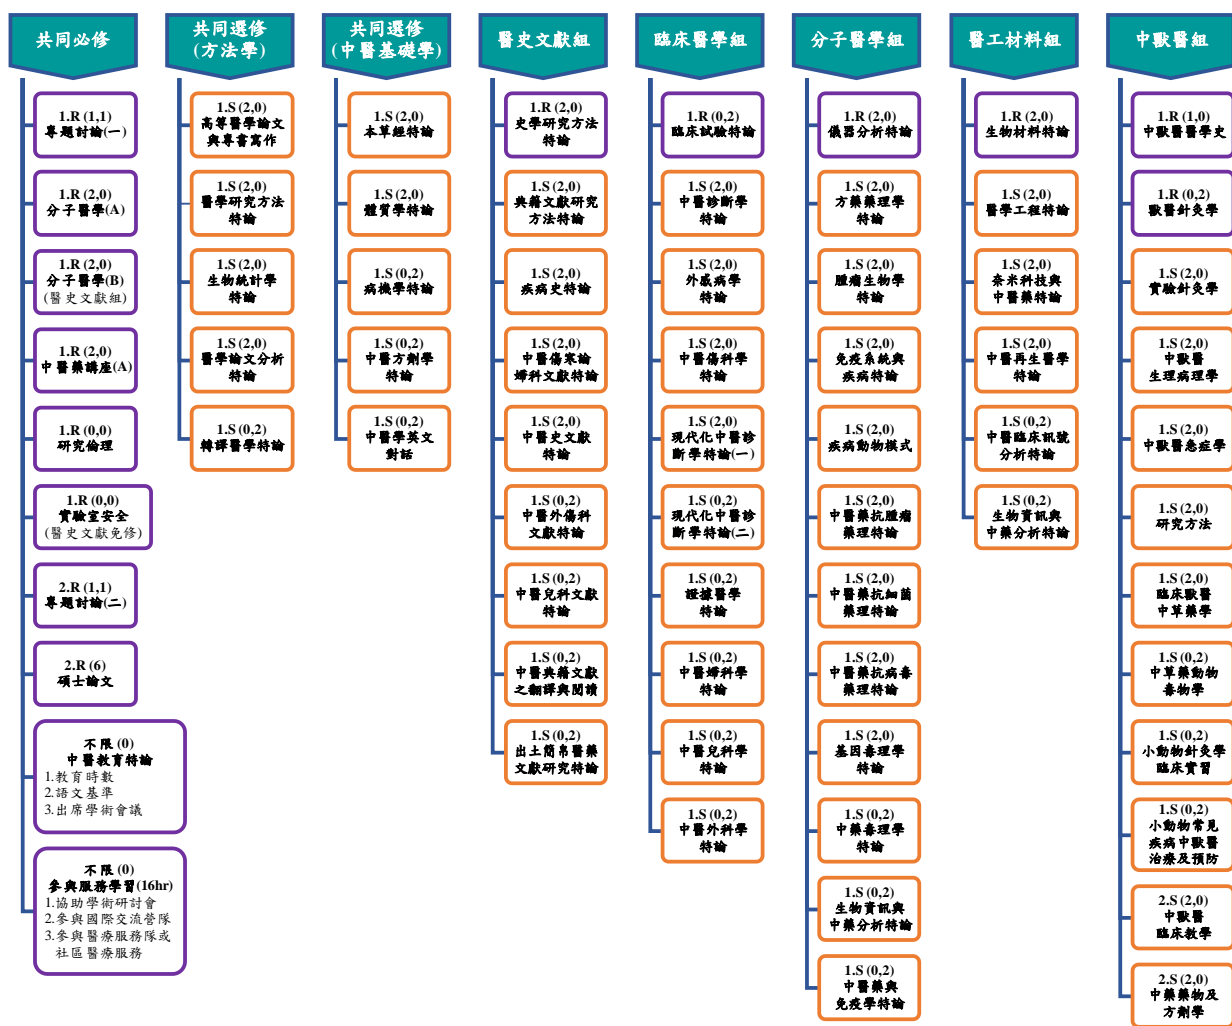 共同必修
1.R (1,1)
專題討論(一)
1.R (2,0)
分子醫學(A)
1.R (2,0)
分子醫學(B)
(醫史文獻組)
1.R (2,0)
中醫藥講座(A)
1.R (0,0)
研究倫理
1.R (0,0)
實驗室安全
(醫史文獻免修)
2.R (1,1)
專題討論(二)
2.R (6)
碩士論文
不限 (0)
中醫教育特論
1.教育時數
2.語文基準
3.出席學術會議
不限 (0)
參與服務學習(16hr)
1.協助學術研討會
2.參與國際交流營隊
3.參與醫療服務隊或
社區醫療服務
共同選修
(方法學)
1.S (2,0)
高等醫學論文
與專書寫作
1.S (2,0)
醫學研究方法
特論
1.S (2,0)
生物統計學
特論
1.S (2,0)
醫學論文分析
特論
1.S (0,2)
轉譯醫學特論
共同選修
(中醫基礎學)
1.S (2,0)
本草經特論
1.S (2,0)
體質學特論
1.S (0,2)
病機學特論
1.S (0,2)
中醫方劑學
特論
1.S (0,2)
中醫學英文
對話
醫史文獻組
1.R (2,0)
史學研究方法
特論
1.S (2,0)
典籍文獻研究
方法特論
1.S (2,0)
疾病史特論
1.S (2,0)
中醫傷寒論
婦科文獻特論
1.S (2,0)
中醫史文獻
特論
1.S (0,2)
中醫外傷科
文獻特論
1.S (0,2)
中醫兒科文獻
特論
1.S (0,2)
中醫典籍文獻
之翻譯與閱讀
1.S (0,2)
出土簡帛醫藥
文獻研究特論
臨床醫學組
1.R (0,2)
臨床試驗特論
1.S (2,0)
中醫診斷學
特論
1.S (2,0)
外感病學
特論
1.S (2,0)
中醫傷科學
特論
1.S (2,0)
現代化中醫診
斷學特論(一)
1.S (0,2)
現代化中醫診
斷學特論(二)
1.S (0,2)
證據醫學
特論
1.S (0,2)
中醫婦科學
特論
1.S (0,2)
中醫兒科學
特論
1.S (0,2)
中醫外科學
特論
分子醫學組
1.R (2,0)
儀器分析特論
1.S (2,0)
方藥藥理學
特論
1.S (2,0)
腫瘤生物學
特論
1.S (2,0)
免疫系統與
疾病特論
1.S (2,0)
疾病動物模式
1.S (2,0)
中醫藥抗腫瘤
藥理特論
1.S (2,0)
中醫藥抗細菌
藥理特論
1.S (2,0)
中醫藥抗病毒
藥理特論
1.S (2,0)
基因毒理學
特論
1.S (0,2)
中藥毒理學
特論
1.S (0,2)
生物資訊與
中藥分析特論
1.S (0,2)
中醫藥與
免疫學特論
醫工材料組
1.R (2,0)
生物材料特論
1.S (2,0)
醫學工程特論
1.S (2,0)
奈米科技與
中醫藥特論
1.S (2,0)
中醫再生醫學
特論
1.S (0,2)
中醫臨床訊號
分析特論
1.S (0,2)
生物資訊與
中藥分析特論
中獸醫組
1.R (1,0)
中獸醫醫學史
1.R (0,2)
獸醫針灸學
1.S (2,0)
實驗針灸學
1.S (2,0)
中獸醫
生理病理學
1.S (2,0)
中獸醫急症學
1.S (2,0)
研究方法
1.S (2,0)
臨床獸醫
中草藥學
1.S (0,2)
中草藥動物
毒物學
1.S (0,2)
小動物針灸學
臨床實習
1.S (0,2)
小動物常見
疾病中獸醫
治療及預防
2.S (2,0)
中獸醫
臨床教學
2.S (2,0)
中藥藥物及
方劑學